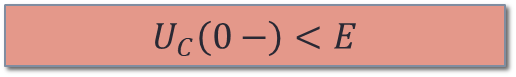 U_C(0 −) < E